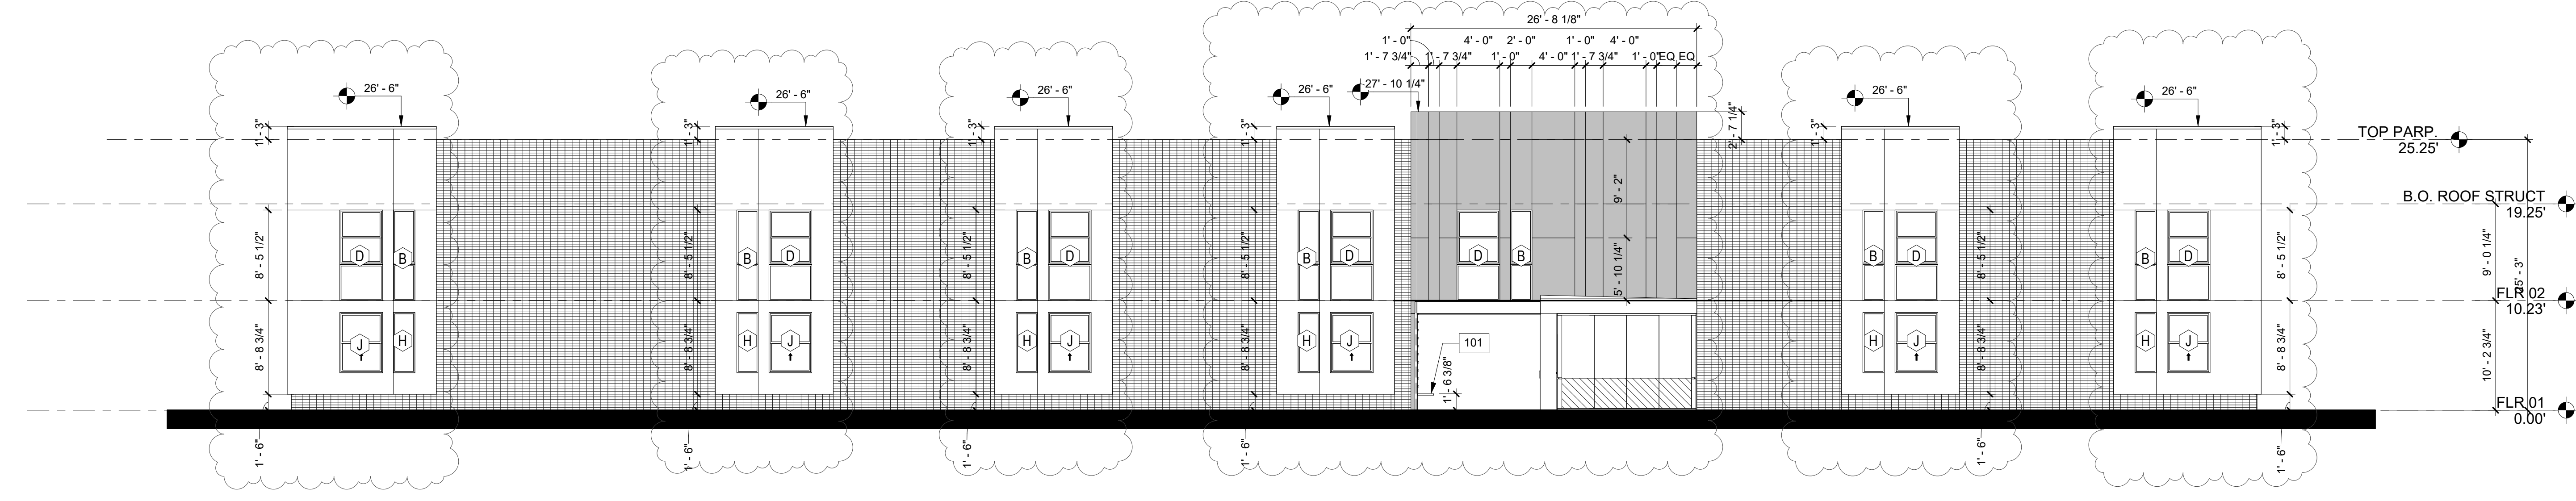 26' - 8 1/8"
1' - 0" 4' - 0" 2' - 0" 1' - 0" 4' - 0"
1' - 7 3/4" 1' - 7 3/4" 1' - 0" 4' - 0" 1' - 7 3/4" 1' - 0" EQ EQ
26' - 6" 26' - 6" 26' - 6" 26' - 6" 27' - 10 1/4" 26' - 6" 26' - 6"
1' - 3" 1' - 3" 1' - 3" 1' - 3" 2' - 7 1/4" 1' - 3" 1' - 3"
TOP PARP.
25.25'
9' - 2"
B.O. ROOF STRUCT
19.25'
8' - 5 1/2" D B 8' - 5 1/2" B D 8' - 5 1/2" B D 8' - 5 1/2" B D D B B D 8' - 5 1/2" B D 8' - 5 1/2" 9' - 0 1/4"
5' - 10 1/4"
25' - 3"
FLR 02
10.23'
8' - 8 3/4" J H 8' - 8 3/4" H J 8' - 8 3/4" H J 8' - 8 3/4" H J 101 H J 8' - 8 3/4" H J 8' - 8 3/4" 10' - 2 3/4"
1' - 6 3/8"
FLR 01
0.00'
1' - 6" 1' - 6" 1' - 6" 1' - 6" 1' - 6" 1' - 6"